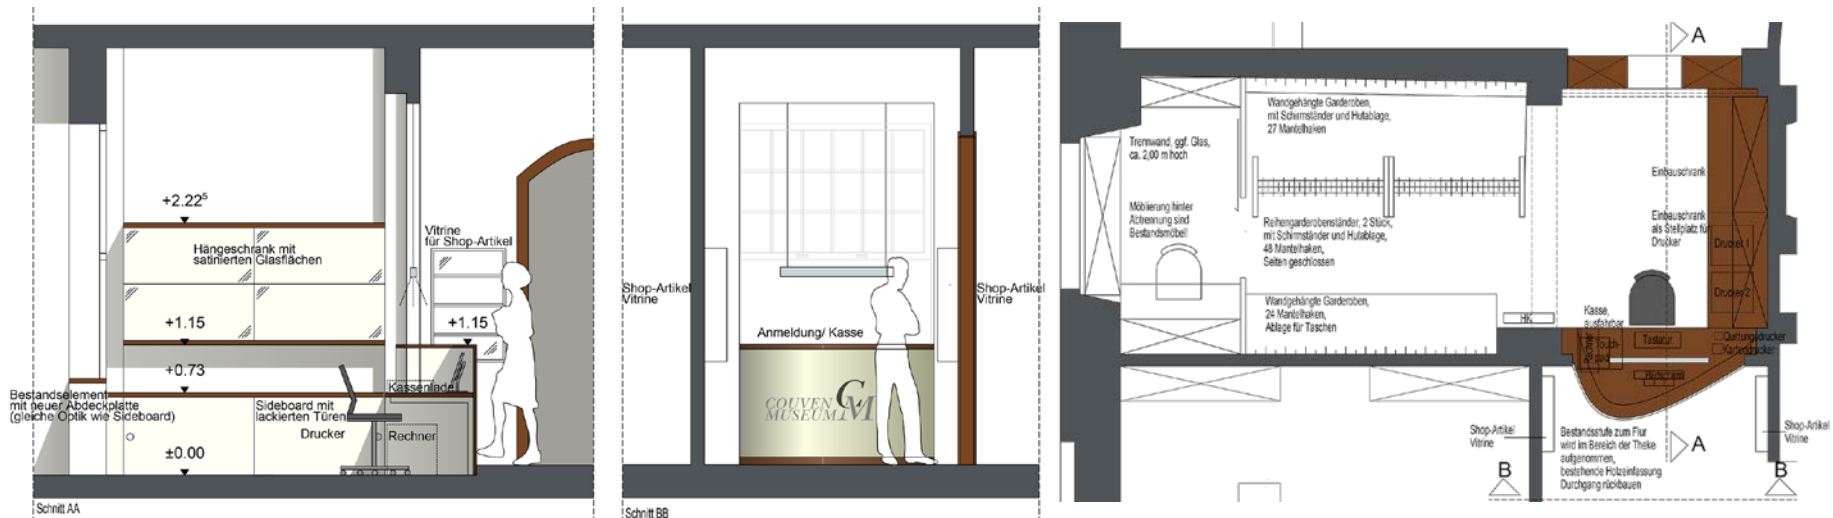 +2.22⁵
Hängeschrank mit
satinierten Glasflächen
Vitrine
für Shop-Artikel
+1.15
+1.15
+0.73
Bestandselement
mit neuer Abdeckplatte
(gleiche Optik wie Sideboard)
Sideboard mit
lackierten Türen
Drucker
Kassenlade
Rechner
±0.00
Schnitt AA
Shop-Artikel
Vitrine
Shop-Artikel
Vitrine
Anmeldung/ Kasse
COUVEN
MUSEUM
CM
Schnitt BB
A
Wandgehängte Garderoben,
mit Schirmständer und Hutablage,
27 Mantelhaken
Trennwand, ggf. Glas,
ca. 2,00 m hoch
Möblierung hinter
Abtrennung sind
Bestandsmöbel
Reihengarderobenständer, 2 Stück,
mit Schirmständer und Hutablage,
48 Mantelhaken,
Seiten geschlossen
Einbauschrank
Einbauschrank
als Stellplatz für
Drucker
Drucker 1
Drucker 2
Wandgehängte Garderoben,
24 Mantelhaken,
Ablage für Taschen
HK
Kasse,
ausfahrbar
Rechner
Touch-
Tastatur
Quittungsdrucker
Kartendrucker
Shop-Artikel
Vitrine
Bestandsstufe zum Flur
wird im Bereich der Theke
aufgenommen,
bestehende Holzeinfassung
Durchgang rückbauen
Shop-Artikel
Vitrine
A
B
B